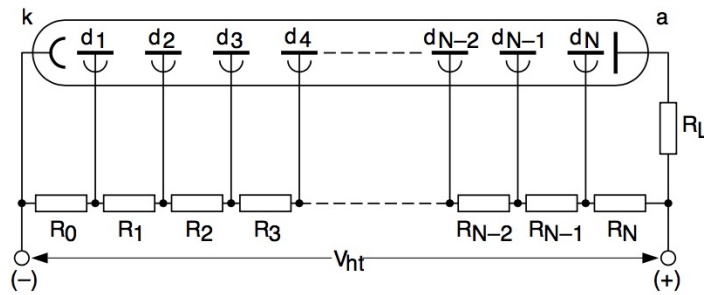 k a
d1 d2 d3 d4 dN–2 dN–1 dN
RL
R0 R1 R2 R3 RN–2 RN–1 RN
Vht
(–) (+)